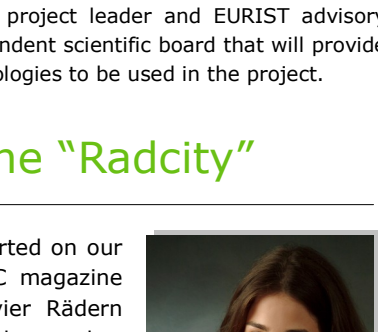 project leader and EURIST advisory
ndent scientific board that will provide
ologies to be used in the project.
ne “Radcity”
rted on our
C magazine
vier Rädern